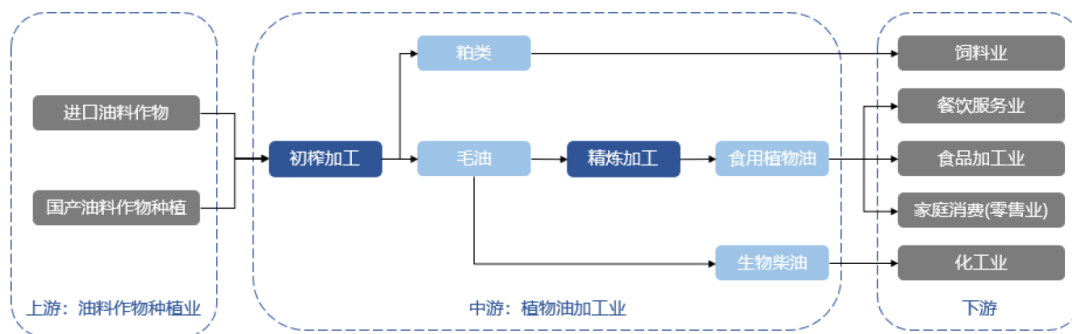 粕类
饲料业
进口油料作物
餐饮服务业
初榨加工
毛油
精炼加工
食用植物油
食品加工业
国产油料作物种植
家庭消费(零售业)
生物柴油
化工业
上游：油料作物种植业
中游：植物油加工业
下游